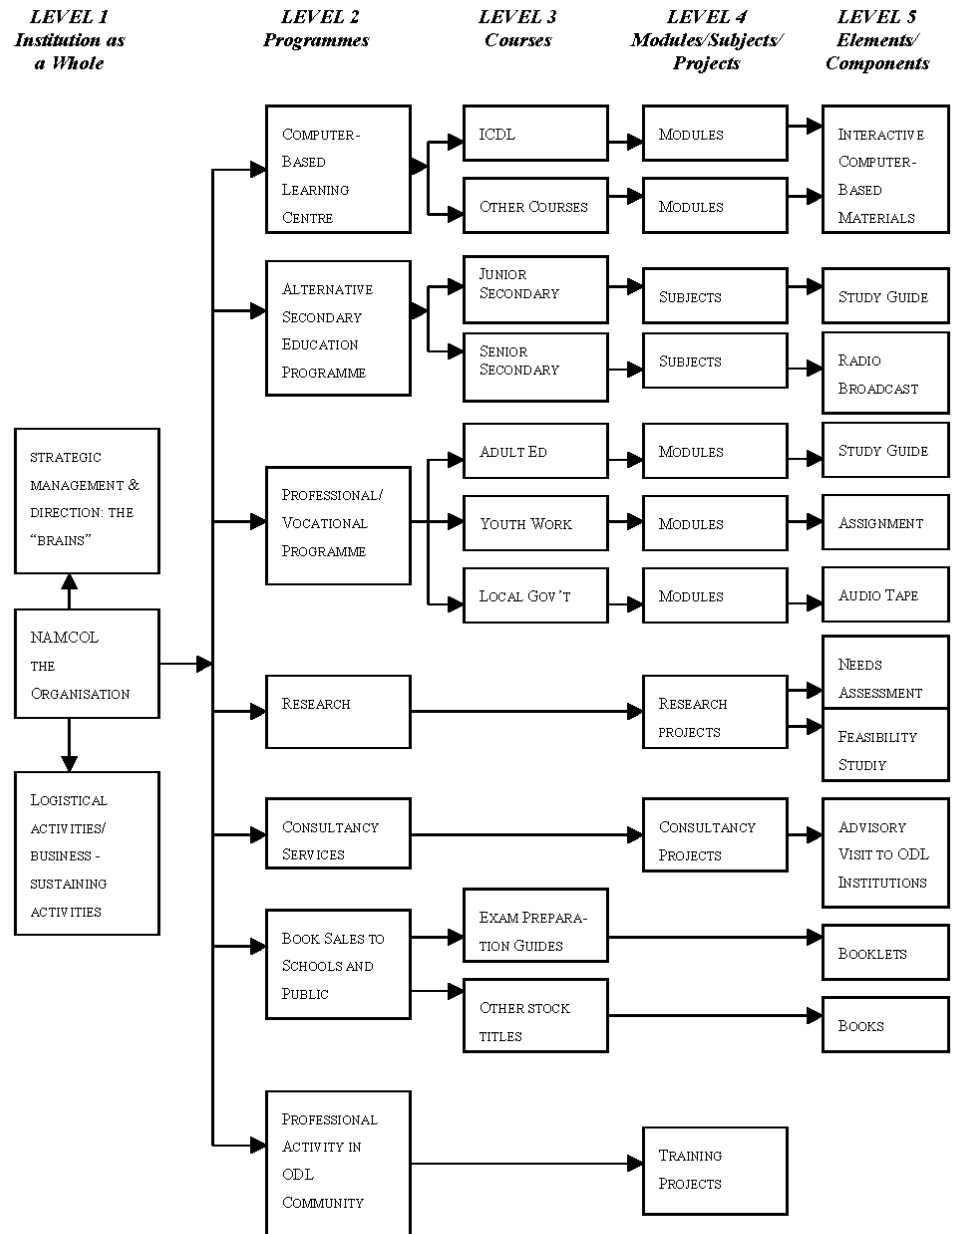 LEVEL 1
Institution as
a Whole
LEVEL 2
Programmes
LEVEL 3
Courses
LEVEL 4
Modules/Subjects/
Projects
LEVEL 5
Elements/
Components
COMPUTER-
BASED
LEARNING
CENTRE
ICDL
MODULES
OTHER COURSES
MODULES
INTERACTIVE
COMPUTER-
BASED
MATERIALS
ALTERNATIVE
SECONDARY
EDUCATION
PROGRAMME
JUNIOR
SECONDARY
SUBJECTS
STUDY GUIDE
SENIOR
SECONDARY
SUBJECTS
RADIO
BROADCAST
STRATEGIC
MANAGEMENT &
DIRECTION: THE
“BRAINS”
PROFESSIONAL/
VOCATIONAL
PROGRAMME
ADULT ED
MODULES
STUDY GUIDE
YOUTH WORK
MODULES
ASSIGNMENT
LOCAL GOV’T
MODULES
AUDIO TAPE
NAMCOL
THE
ORGANISATION
RESEARCH
RESEARCH
PROJECTS
NEEDS
ASSESSMENT
FEASIBILITY
STUDIY
LOGISTICAL
ACTIVITIES/
BUSINESS -
SUSTAINING
ACTIVITIES
CONSULTANCY
SERVICES
CONSULTANCY
PROJECTS
ADVISORY
VISIT TO ODL
INSTITUTIONS
BOOK SALES TO
SCHOOLS AND
PUBLIC
EXAM PREPARA-
TION GUIDES
BOOKLETS
OTHER STOCK
TITLES
BOOKS
PROFESSIONAL
ACTIVITY IN
ODL
COMMUNITY
TRAINING
PROJECTS